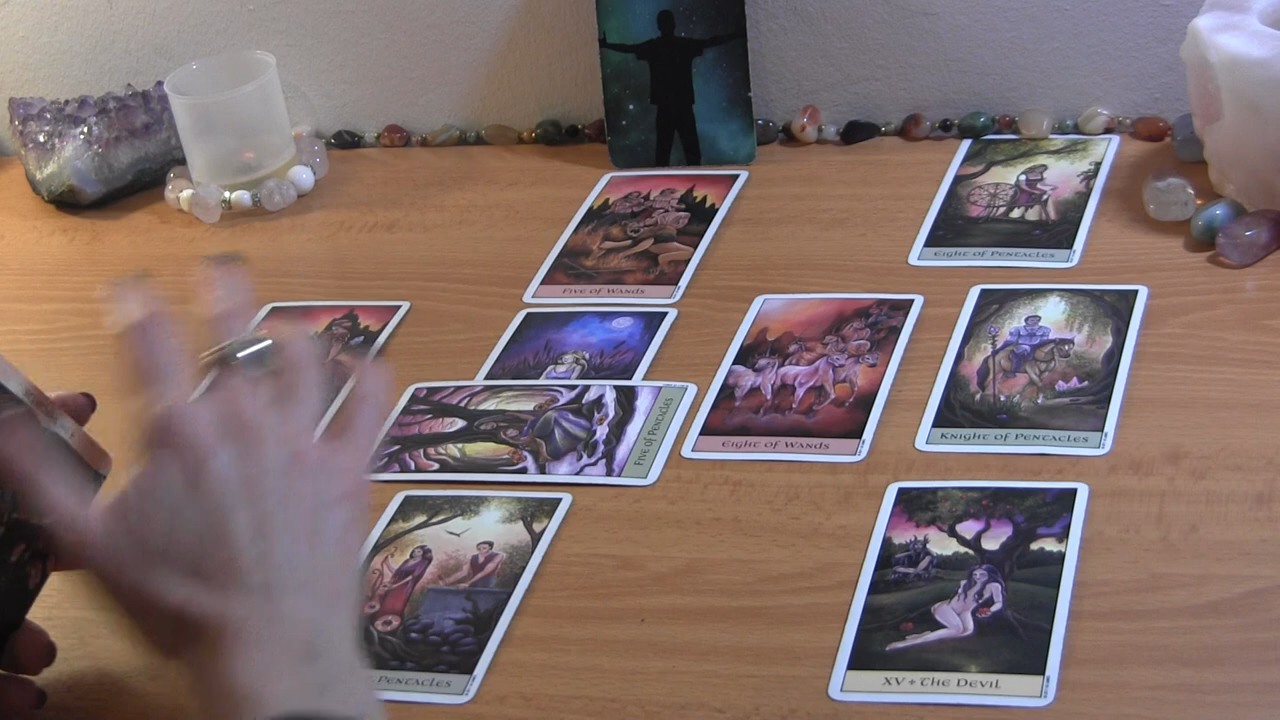 Eight of Pentacles
Five of Wands
Five of Pentacles
Eight of Wands
Knight of Pentacles
Pentacles
XV The Devil